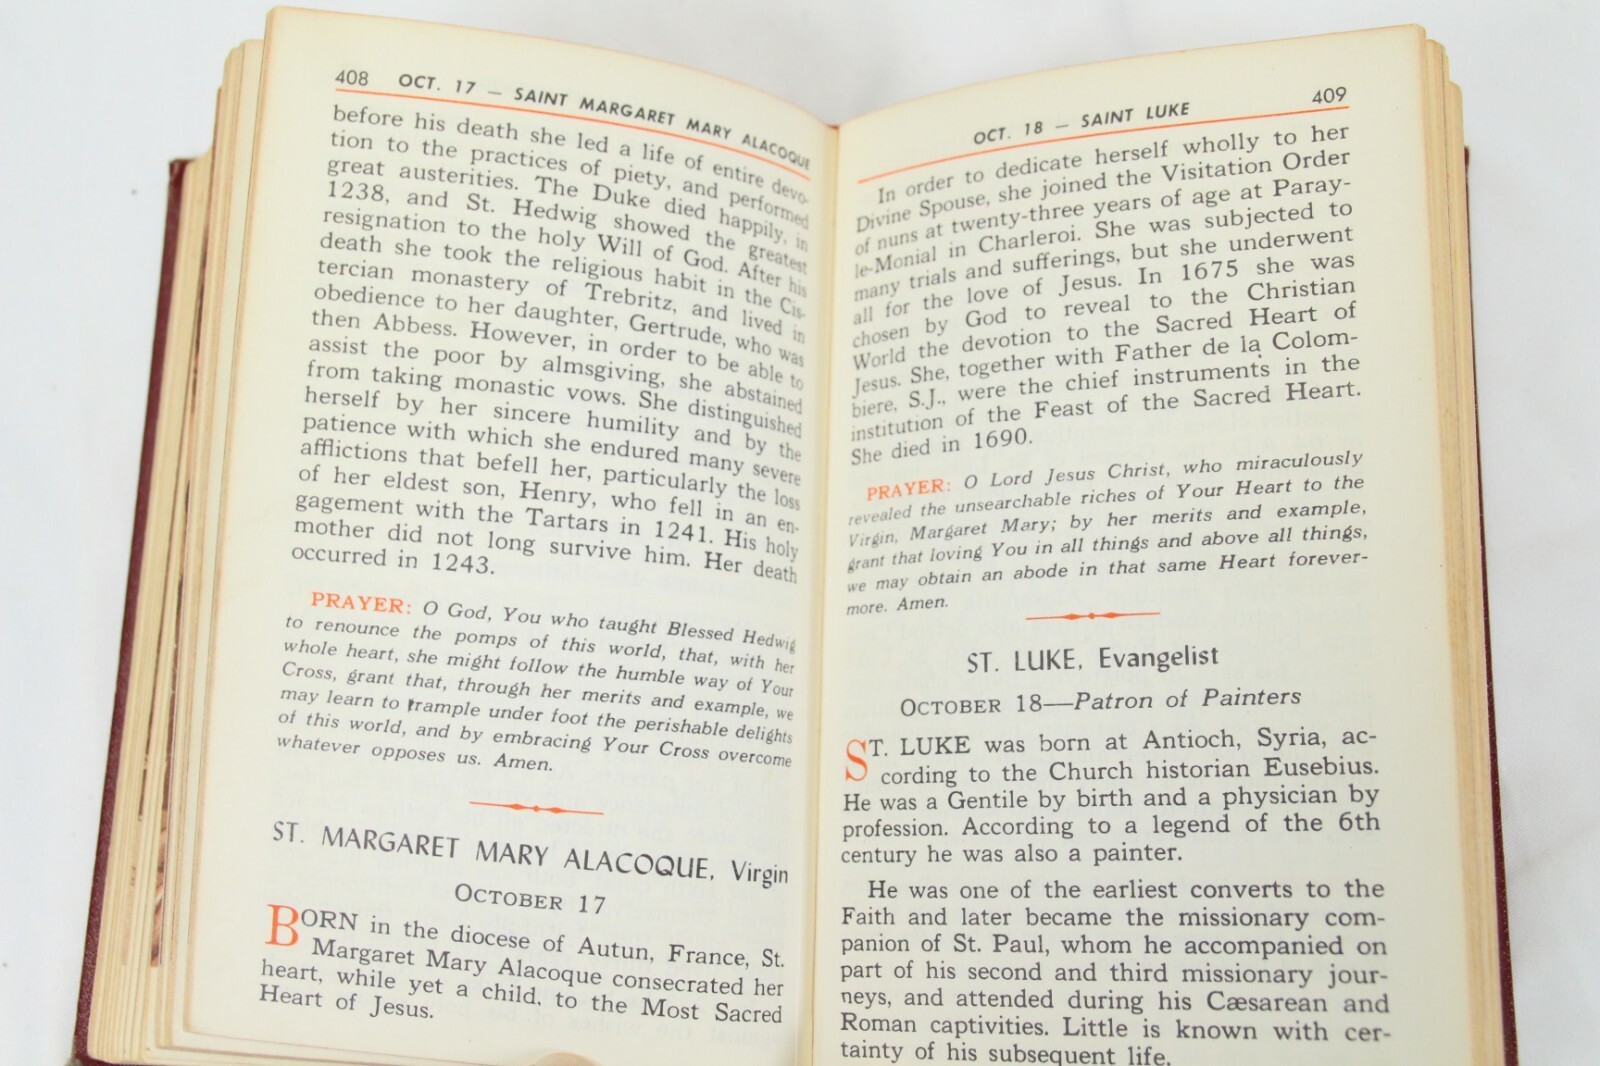 408 OCT. 17 — SAINT MARGARET MARY ALACOQUE
before his death she led a life of entire devo-
tion to the practices of piety, and performed
great austerities. The Duke died happily, in
1238, and St. Hedwig showed the greatest
resignation to the holy Will of God. After his
death she took the religious habit in the Cis-
tercian monastery of Trebritz, and lived in
obedience to her daughter, Gertrude, who was
then Abbess. However, in order to be able to
assist the poor by almsgiving, she abstained
from taking monastic vows. She distinguished
herself by her sincere humility and by the
patience with which she endured many severe
afflictions that befell her, particularly the loss
of her eldest son, Henry, who fell in an en-
gagement with the Tartars in 1241. His holy
mother did not long survive him. Her death
occurred in 1243.
PRAYER: O God, You who taught Blessed Hedwig
to renounce the pomps of this world, that, with her
whole heart, she might follow the humble way of Your
Cross, grant that, through her merits and example, we
may learn to trample under foot the perishable delights
of this world, and by embracing Your Cross overcome
whatever opposes us. Amen.
ST. MARGARET MARY ALACOQUE, Virgin
OCTOBER 17
BORN in the diocese of Autun, France, St.
Margaret Mary Alacoque consecrated her
heart, while yet a child, to the Most Sacred
Heart of Jesus.
OCT. 18 — SAINT LUKE 409
In order to dedicate herself wholly to her
Divine Spouse, she joined the Visitation Order
of nuns at twenty-three years of age at Paray-
le-Monial in Charleroi. She was subjected to
many trials and sufferings, but she underwent
all for the love of Jesus. In 1675 she was
chosen by God to reveal to the Christian
World the devotion to the Sacred Heart of
Jesus. She, together with Father de la Colom-
biere, S.J., were the chief instruments in the
institution of the Feast of the Sacred Heart.
She died in 1690.
PRAYER: O Lord Jesus Christ, who miraculously
revealed the unsearchable riches of Your Heart to the
Virgin, Margaret Mary; by her merits and example,
grant that loving You in all things and above all things,
we may obtain an abode in that same Heart forever-
more. Amen.
ST. LUKE, Evangelist
OCTOBER 18—Patron of Painters
ST. LUKE was born at Antioch, Syria, ac-
cording to the Church historian Eusebius.
He was a Gentile by birth and a physician by
profession. According to a legend of the 6th
century he was also a painter.
He was one of the earliest converts to the
Faith and later became the missionary com-
panion of St. Paul, whom he accompanied on
part of his second and third missionary jour-
neys, and attended during his Cæsarean and
Roman captivities. Little is known with cer-
tainty of his subsequent life.